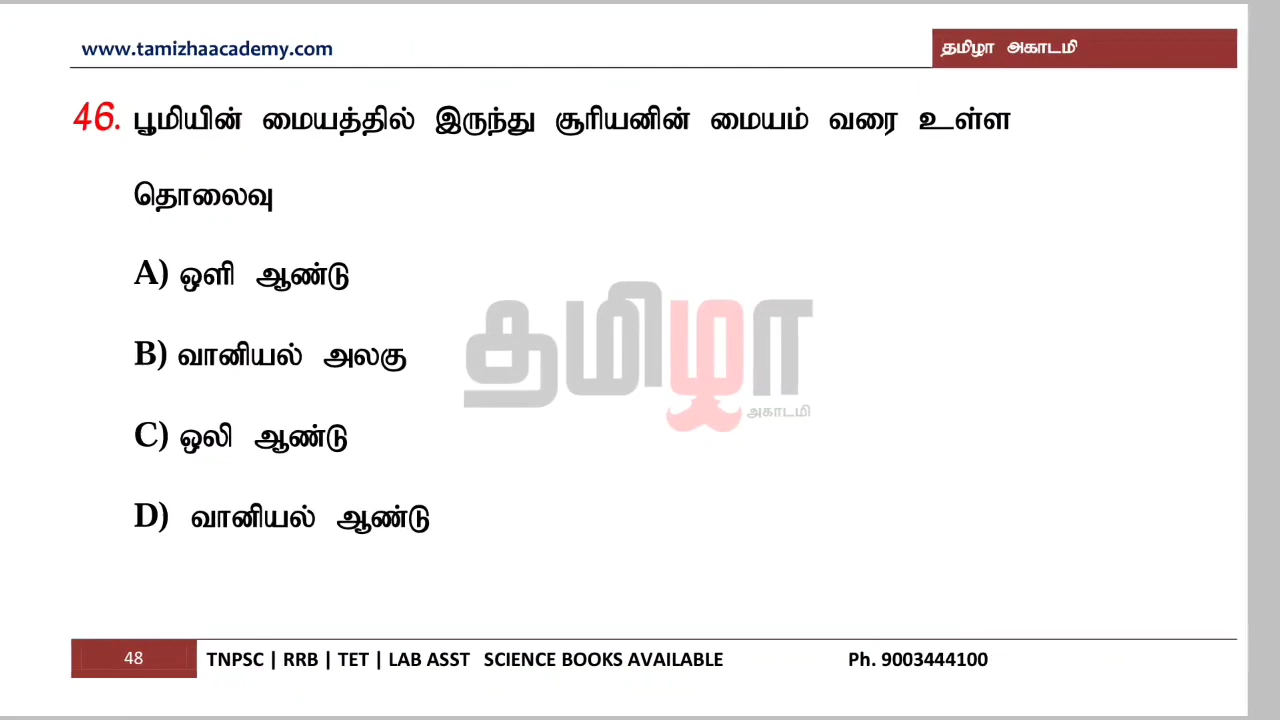 www.tamizhaacademy.com
தமிழா அகாடமி
46. பூமியின் மையத்தில் இருந்து சூரியனின் மையம் வரை உள்ள
தொலைவு
A) ஒளி ஆண்டு
B) வானியல் அலகு
C) ஒலி ஆண்டு
D) வானியல் ஆண்டு
தமிழா
அகாடமி
48 TNPSC | RRB | TET | LAB ASST SCIENCE BOOKS AVAILABLE Ph. 9003444100